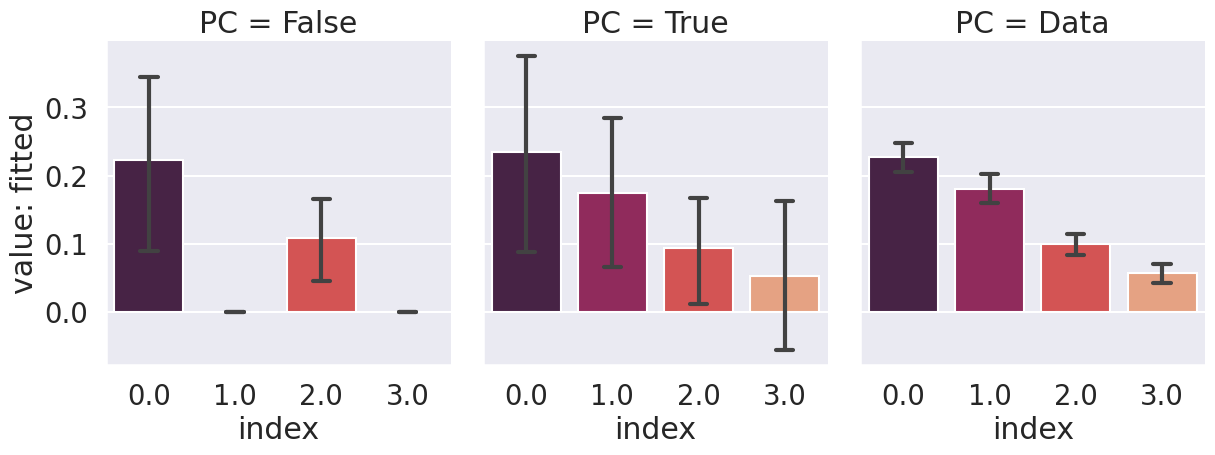 PC = False
PC = True
PC = Data
value: fitted
0.3
0.2
0.1
0.0
0.0 1.0 2.0 3.0
0.0 1.0 2.0 3.0
0.0 1.0 2.0 3.0
index
index
index